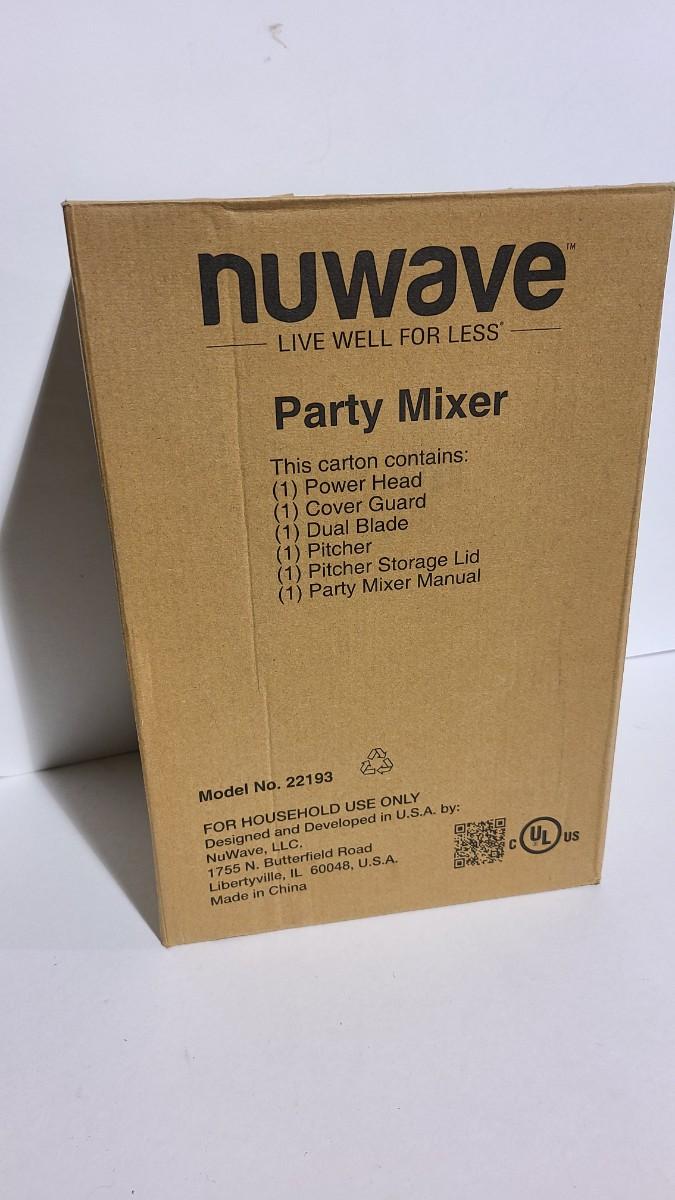 nuwave™
LIVE WELL FOR LESS®
Party Mixer
This carton contains:
(1) Power Head
(1) Cover Guard
(1) Dual Blade
(1) Pitcher
(1) Pitcher Storage Lid
(1) Party Mixer Manual
Model No. 22193
FOR HOUSEHOLD USE ONLY
Designed and Developed in U.S.A. by:
NuWave, LLC.
1755 N. Butterfield Road
Libertyville, IL 60048, U.S.A.
Made in China
C UL US